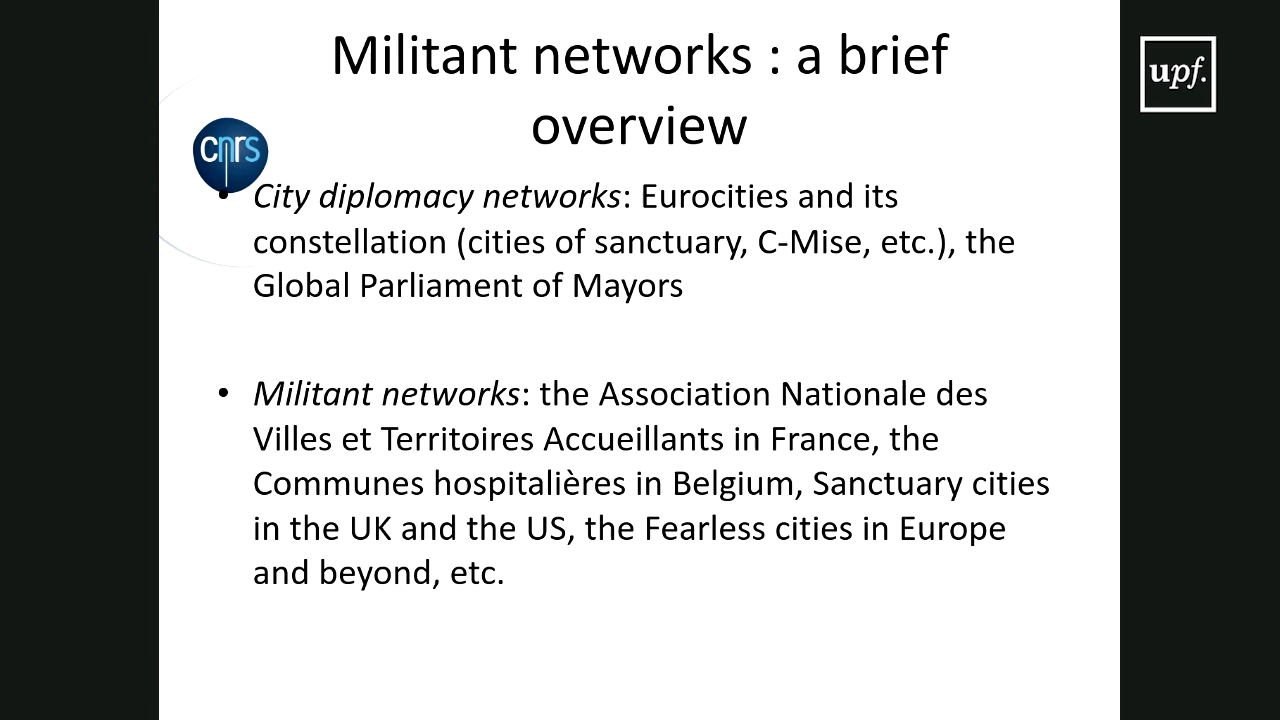 Militant networks : a brief
overview
upf.
cnrs
• City diplomacy networks: Eurocities and its
constellation (cities of sanctuary, C-Mise, etc.), the
Global Parliament of Mayors
• Militant networks: the Association Nationale des
Villes et Territoires Accueillants in France, the
Communes hospitalières in Belgium, Sanctuary cities
in the UK and the US, the Fearless cities in Europe
and beyond, etc.